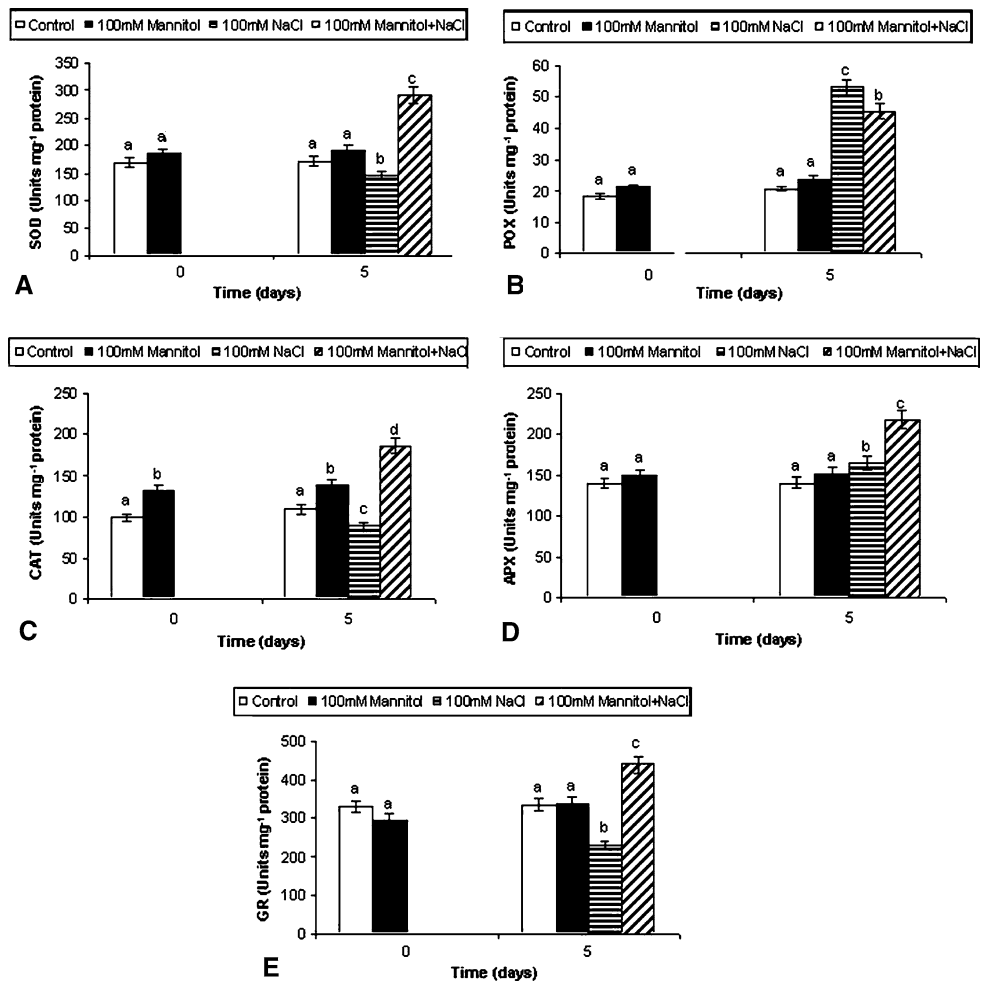 Control 100mM Mannitol 100mM NaCl 100mM Mannitol+NaCl
350
300
250
200
150
100
50
0
SOD (Units mg⁻¹ protein)
a a a a b c
0 5
Time (days)
A
Control 100mM Mannitol 100mM NaCl 100mM Mannitol+NaCl
60
50
40
30
20
10
0
POX (Units mg⁻¹ protein)
a a a a c b
0 5
Time (days)
B
Control 100mM Mannitol 100mM NaCl 100mM Mannitol+NaCl
250
200
150
100
50
0
CAT (Units mg⁻¹ protein)
a b a b c d
0 5
Time (days)
C
Control 100mM Mannitol 100mM NaCl 100mM Mannitol+NaCl
250
200
150
100
50
0
APX (Units mg⁻¹ protein)
a a a a b c
0 5
Time (days)
D
Control 100mM Mannitol 100mM NaCl 100mM Mannitol+NaCl
500
400
300
200
100
0
GR (Units mg⁻¹ protein)
a a a a b c
0 5
Time (days)
E